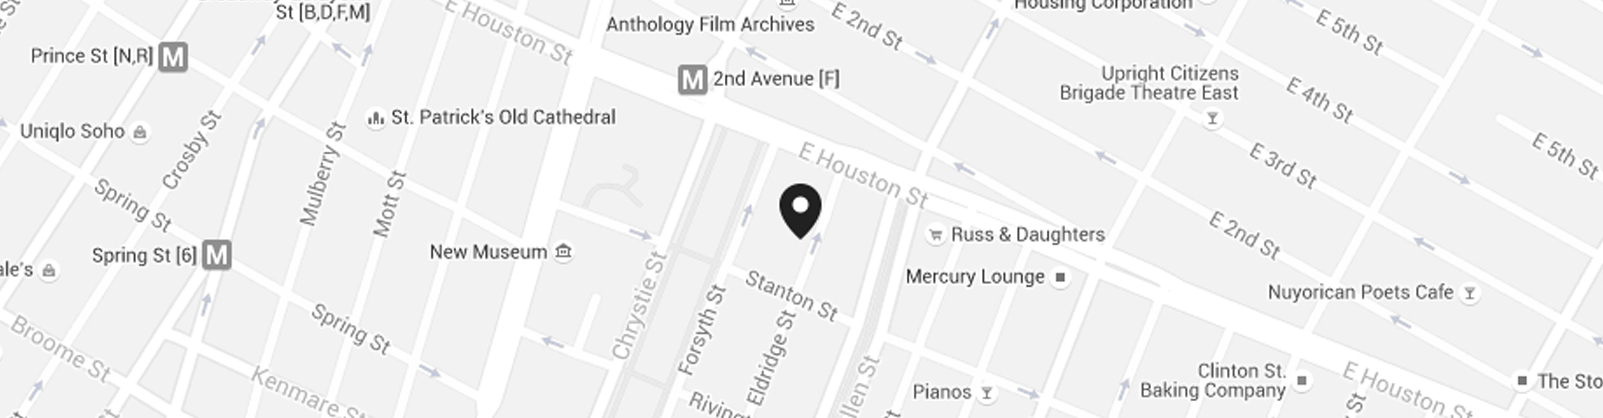 St [B,D,F,M]
E Houston St
Anthology Film Archives
E 2nd St
Housing Corporation
E 5th St
Prince St [N,R]
M
M
2nd Avenue [F]
Upright Citizens
Brigade Theatre East
E 4th St
Uniqlo Soho
Crosby St
St. Patrick's Old Cathedral
E 5th St
E Houston St
E 3rd St
Mulberry St
Mott St
Spring St
E 2nd St
Russ & Daughters
Spring St [6]
M
New Museum
Mercury Lounge
Nuyorican Poets Cafe
Chrystie St
Forsyth St
Stanton St
Eldridge St
Spring St
Broome St
Kenmare St
Pianos
Clinton St.
Baking Company
E Houston St
The Sto